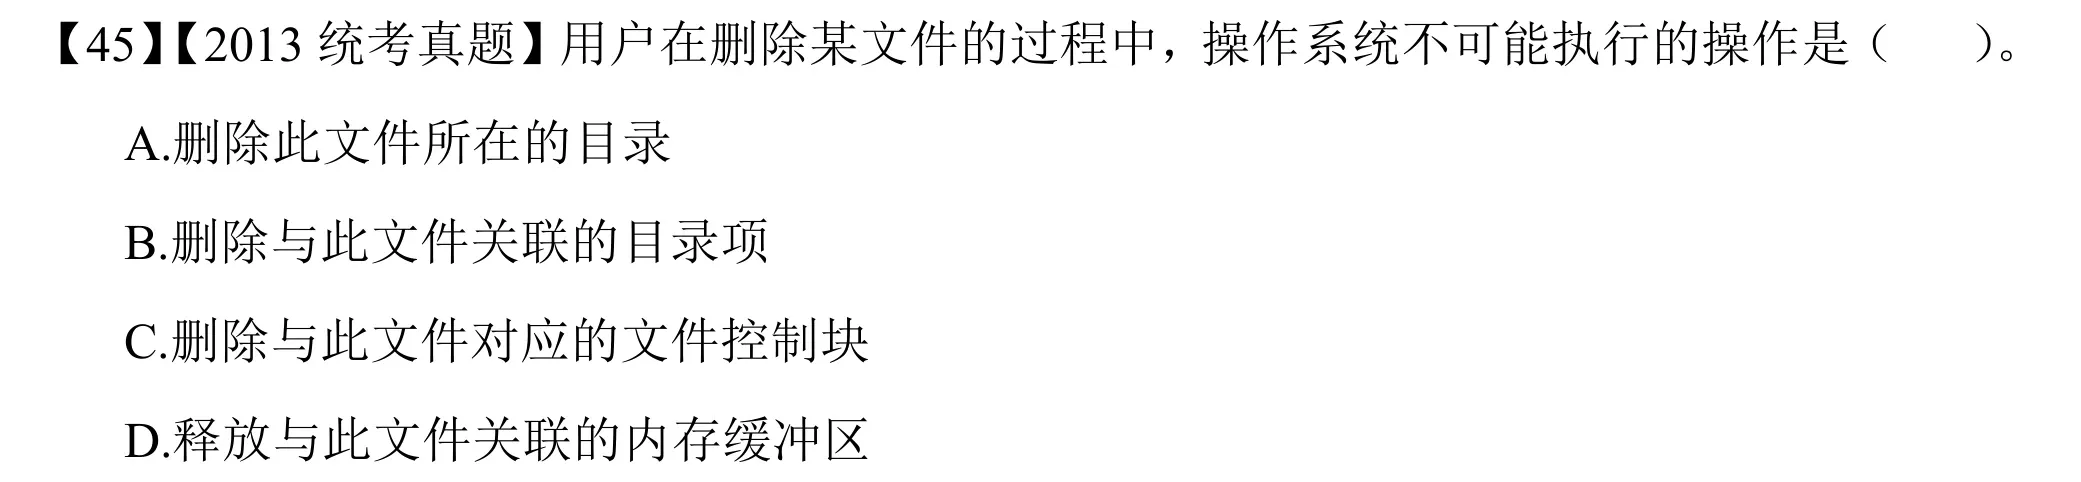 【45】【2013 统考真题】用户在删除某文件的过程中，操作系统不可能执行的操作是（　　）。
A.删除此文件所在的目录
B.删除与此文件关联的目录项
C.删除与此文件对应的文件控制块
D.释放与此文件关联的内存缓冲区